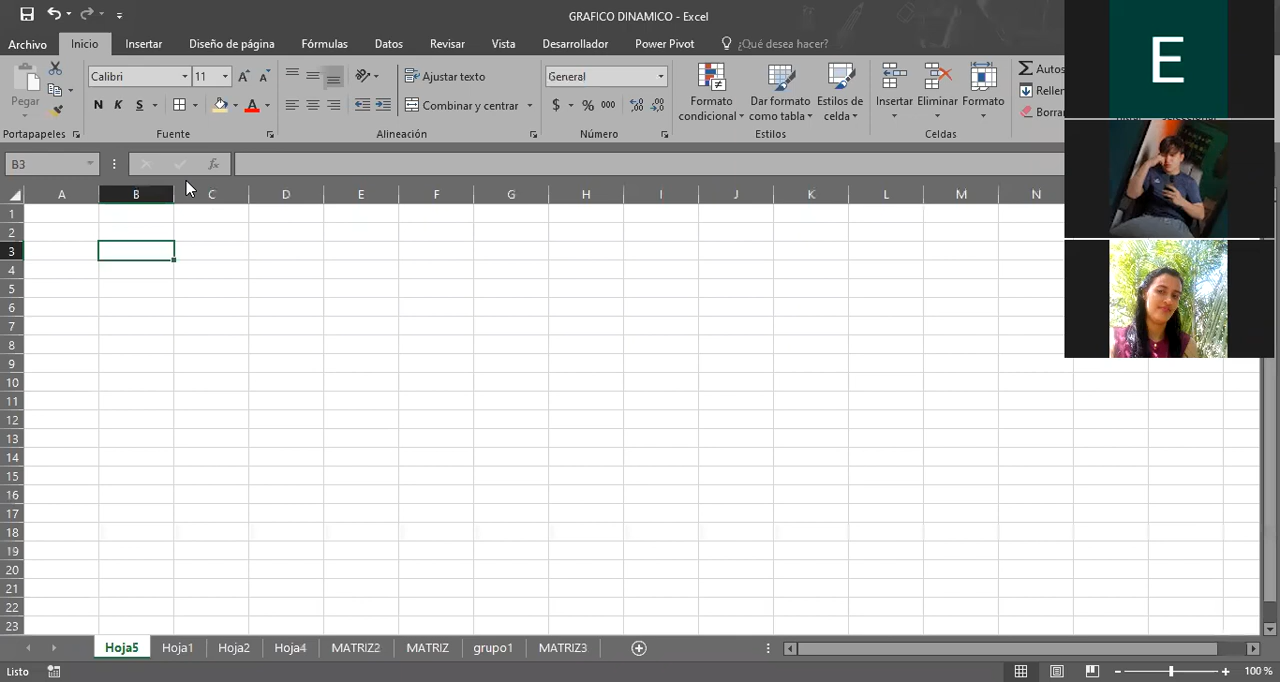 GRAFICO DINAMICO - Excel
Archivo Inicio Insertar Diseño de página Fórmulas Datos Revisar Vista Desarrollador Power Pivot ¿Qué desea hacer?
Pegar
Portapapeles
Calibri 11
N K S
Fuente
Ajustar texto
Combinar y centrar
Alineación
General
$ % 000
Número
Formato condicional
Dar formato como tabla
Estilos de celda
Estilos
Insertar Eliminar Formato
Celdas
Autos
Rellen
Borra
E
B3 fx
A B C D E F G H I J K L M N
1
2
3
4
5
6
7
8
9
10
11
12
13
14
15
16
17
18
19
20
21
22
23
Hoja5 Hoja1 Hoja2 Hoja4 MATRIZ2 MATRIZ grupo1 MATRIZ3
Listo 100 %